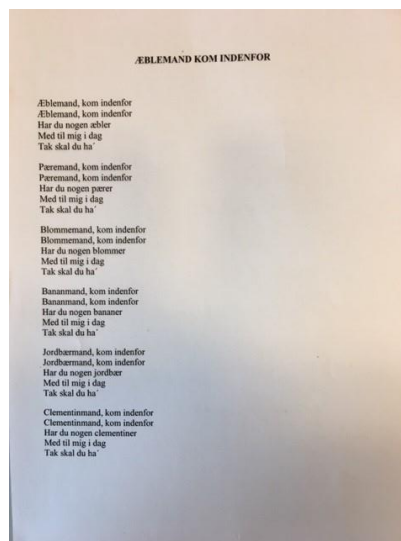 ÆBLEMAND KOM INDENFOR
Æblemand, kom indenfor
Æblemand, kom indenfor
Har du nogen æbler
Med til mig i dag
Tak skal du ha´
Pæremand, kom indenfor
Pæremand, kom indenfor
Har du nogen pærer
Med til mig i dag
Tak skal du ha´
Blommemand, kom indenfor
Blommemand, kom indenfor
Har du nogen blommer
Med til mig i dag
Tak skal du ha´
Bananmand, kom indenfor
Bananmand, kom indenfor
Har du nogen bananer
Med til mig i dag
Tak skal du ha´
Jordbærmand, kom indenfor
Jordbærmand, kom indenfor
Har du nogen jordbær
Med til mig i dag
Tak skal du ha´
Clementinmand, kom indenfor
Clementinmand, kom indenfor
Har du nogen clementiner
Med til mig i dag
Tak skal du ha´